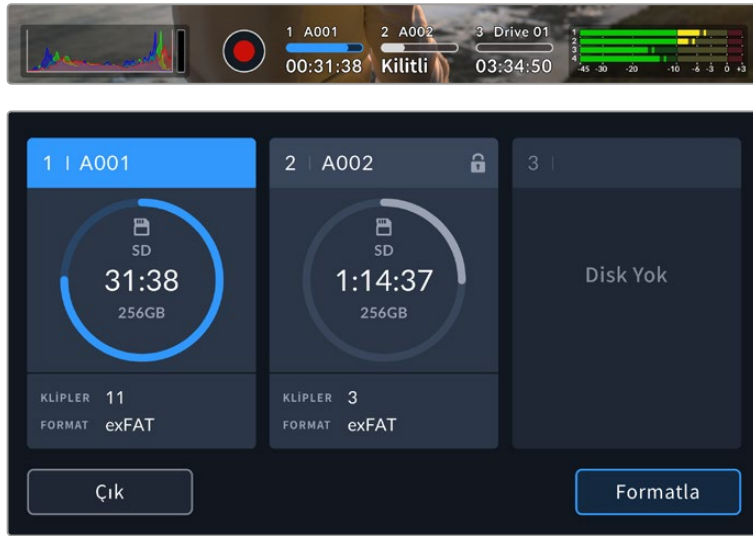 1 A001 2 A002 3 Drive 01
00:31:38 Kilitli 03:34:50
1
2
3
4
-45 -30 -20 -10 -6 -3 0 +3
1 | A001
SD
31:38
256GB
KLİPLER 11
FORMAT exFAT
2 | A002
SD
1:14:37
256GB
KLİPLER 3
FORMAT exFAT
3 |
Disk Yok
Çık
Formatla